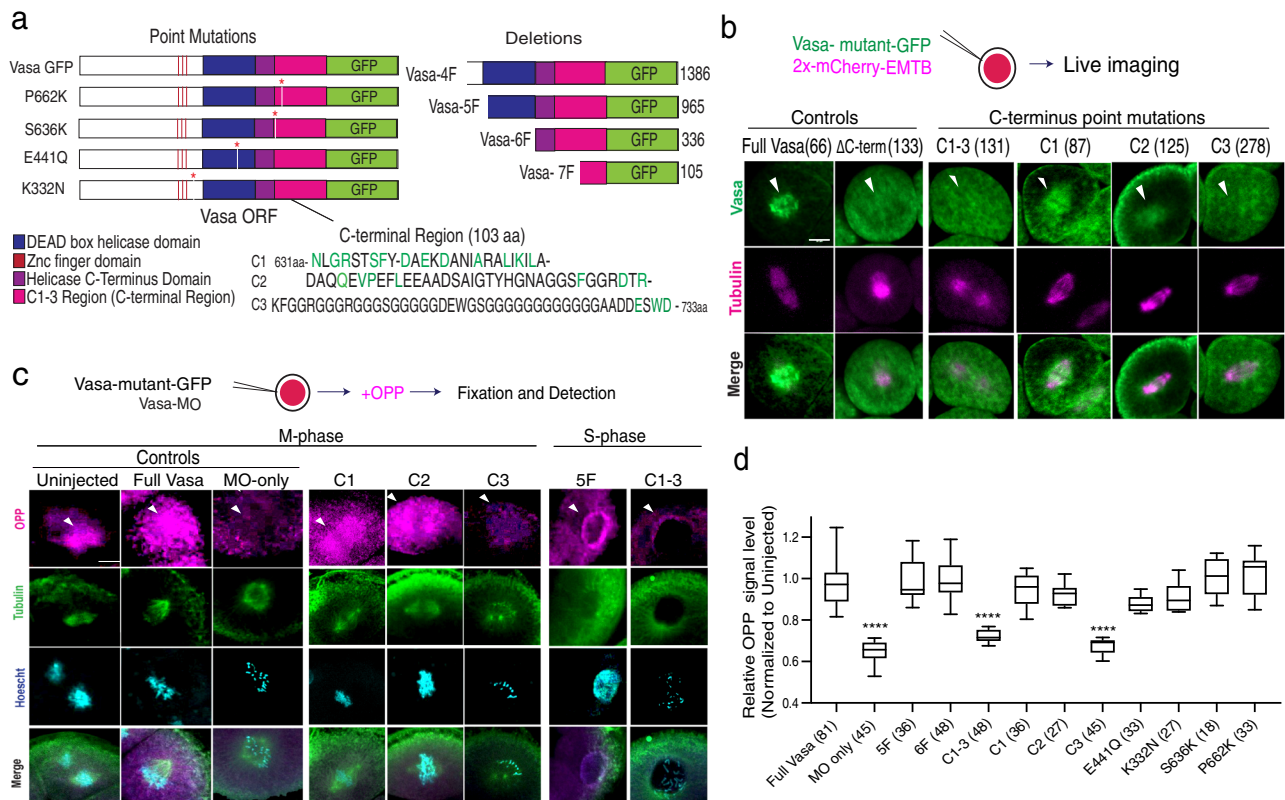 a
Point Mutations
Vasa GFP
GFP
P662K
*
GFP
S636K
*
GFP
E441Q
*
GFP
K332N
*
GFP
Vasa ORF
Deletions
Vasa-4F
GFP
1386
Vasa-5F
GFP
965
Vasa-6F
GFP
336
Vasa- 7F
GFP
105
DEAD box helicase domain
Znc finger domain
Helicase C-Terminus Domain
C1-3 Region (C-terminal Region)
C-terminal Region (103 aa)
C1 631aa- NLGRSTSFY-DAEKDANIARALIKILA-
C2 DAQQEVPEFLEEAADSAIGTYHGNAGGSFGGRDTR-
b
Vasa- mutant-GFP
2x-mCherry-EMTB
Live imaging
Controls
C-terminus point mutations
Full Vasa(66)
ΔC-term(133)
C1-3 (131)
C1 (87)
C2 (125)
C3 (278)
Vasa
Tubulin
Merge
c
Vasa-mutant-GFP
Vasa-MO
+OPP
Fixation and Detection
M-phase
S-phase
Controls
Uninjected
Full Vasa
MO-only
C1
C2
C3
5F
C1-3
OPP
Tubulin
Hoescht
Merge
d
Relative OPP signal level
(Normalized to Uninjected)
1.2
1.0
0.8
0.6
0.4
****
****
****
Full Vasa (81)
MO only (45)
5F (36)
6F (48)
C1-3 (48)
C1 (36)
C2 (27)
C3 (45)
E441Q (33)
K332N (27)
S636K (18)
P662K (33)